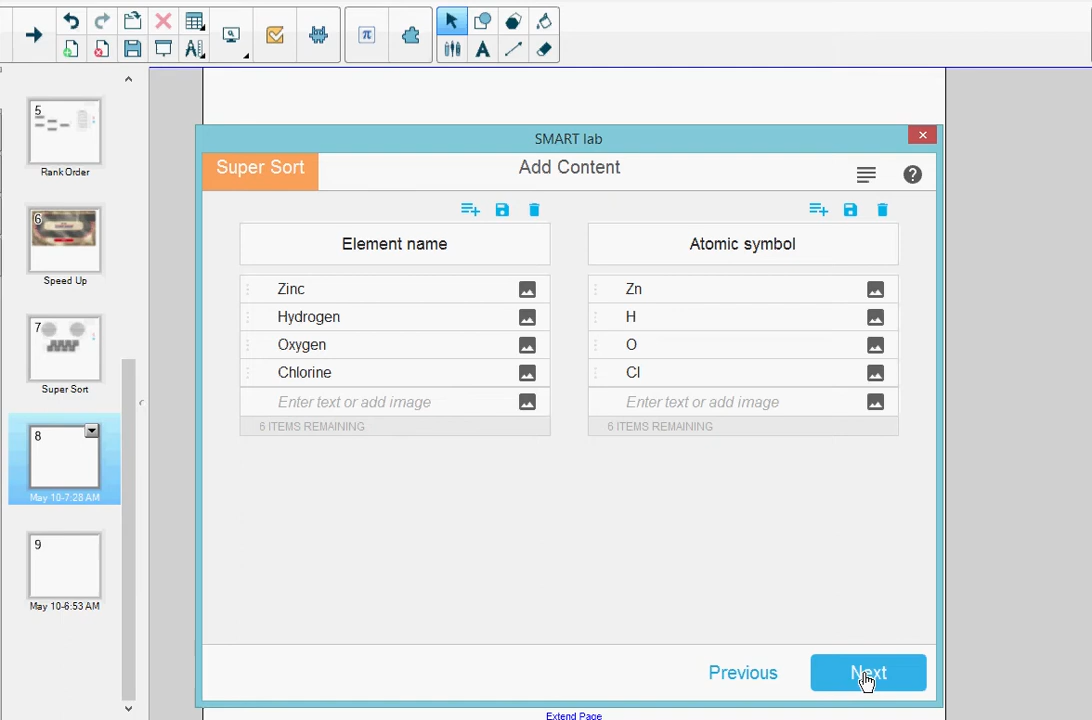 5
Rank Order
6
Speed Up
7
Super Sort
8
May 10-7:28 AM
9
May 10-6:53 AM
SMART lab
Super Sort
Add Content
Element name
Zinc
Hydrogen
Oxygen
Chlorine
Enter text or add image
6 ITEMS REMAINING
Atomic symbol
Zn
H
O
Cl
Enter text or add image
6 ITEMS REMAINING
Previous
Next
Extend Page